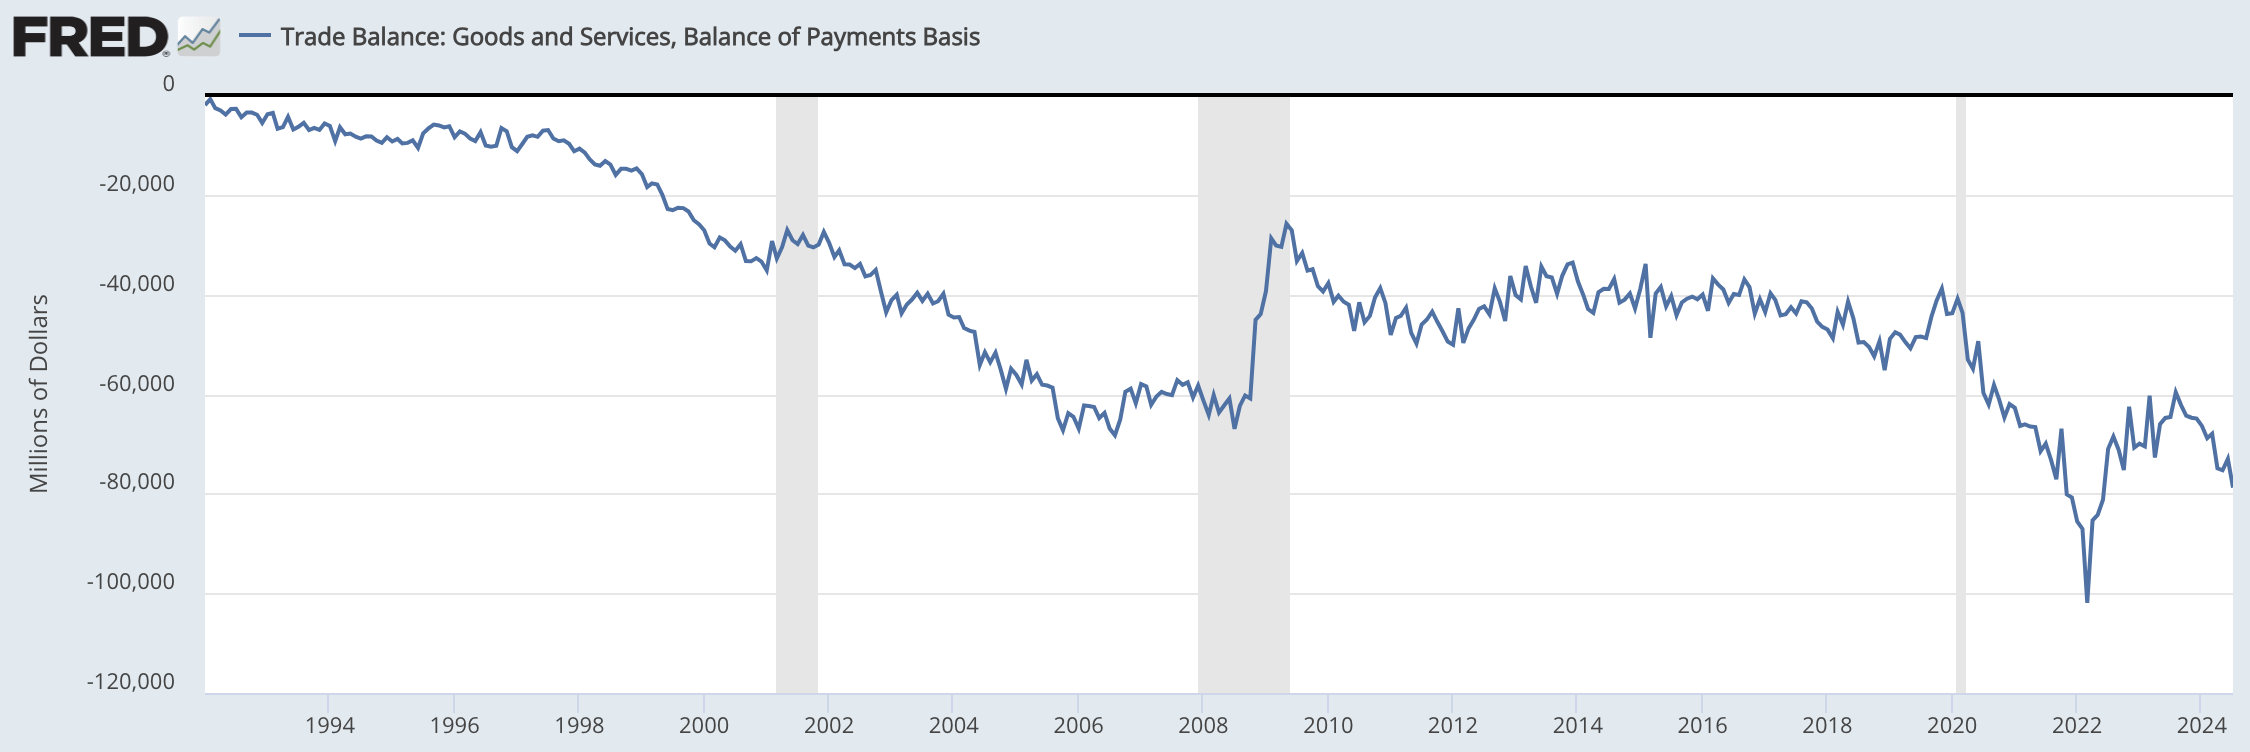 FRED
Trade Balance: Goods and Services, Balance of Payments Basis
0
-20,000
-40,000
-60,000
-80,000
-100,000
-120,000
Millions of Dollars
1994 1996 1998 2000 2002 2004 2006 2008 2010 2012 2014 2016 2018 2020 2022 2024